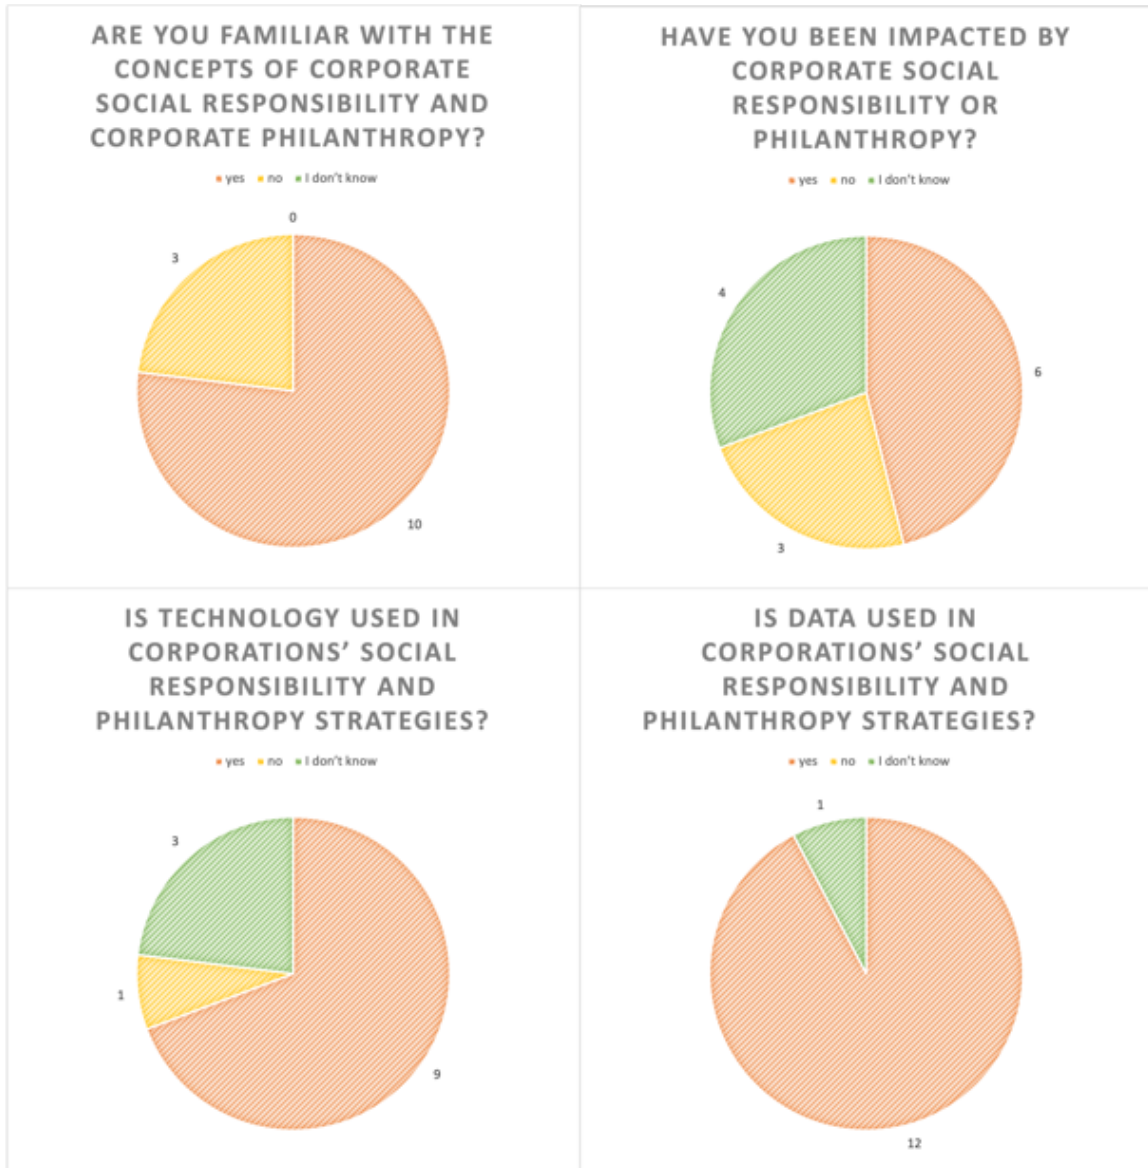 ARE YOU FAMILIAR WITH THE
CONCEPTS OF CORPORATE
SOCIAL RESPONSIBILITY AND
CORPORATE PHILANTHROPY?
yes no I don't know
0
3
10
HAVE YOU BEEN IMPACTED BY
CORPORATE SOCIAL
RESPONSIBILITY OR
PHILANTHROPY?
yes no I don't know
4
6
3
IS TECHNOLOGY USED IN
CORPORATIONS' SOCIAL
RESPONSIBILITY AND
PHILANTHROPY STRATEGIES?
yes no I don't know
3
1
9
IS DATA USED IN
CORPORATIONS' SOCIAL
RESPONSIBILITY AND
PHILANTHROPY STRATEGIES?
yes no I don't know
1
12